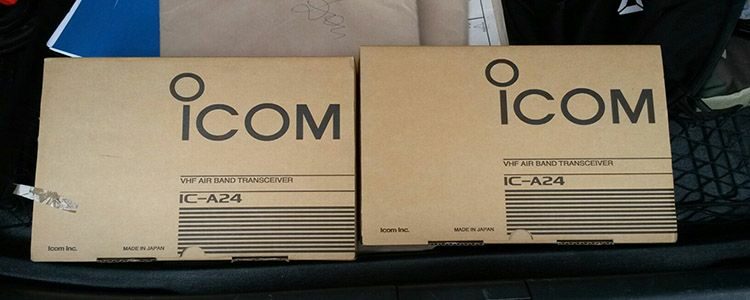 ICOM
VHF AIR BAND TRANSCEIVER
IC-A24
Icom Inc. MADE IN JAPAN
ICOM
VHF AIR BAND TRANSCEIVER
IC-A24
Icom Inc. MADE IN JAPAN